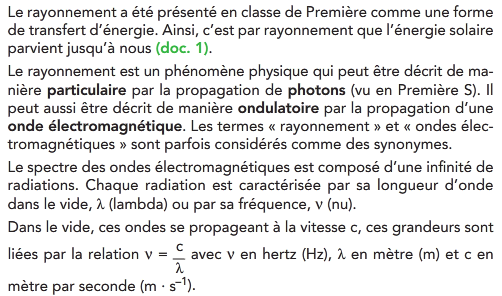 Le rayonnement a été présenté en classe de Première comme une forme
de transfert d'énergie. Ainsi, c'est par rayonnement que l'énergie solaire
parvient jusqu'à nous (doc. 1).
Le rayonnement est un phénomène physique qui peut être décrit de ma-
nière particulaire par la propagation de photons (vu en Première S). Il
peut aussi être décrit de manière ondulatoire par la propagation d'une
onde électromagnétique. Les termes « rayonnement » et « ondes élec-
tromagnétiques » sont parfois considérés comme des synonymes.
Le spectre des ondes électromagnétiques est composé d'une infinité de
radiations. Chaque radiation est caractérisée par sa longueur d'onde
dans le vide, λ (lambda) ou par sa fréquence, ν (nu).
Dans le vide, ces ondes se propageant à la vitesse c, ces grandeurs sont
liées par la relation ν = c/λ avec ν en hertz (Hz), λ en mètre (m) et c en
mètre par seconde (m · s⁻¹).